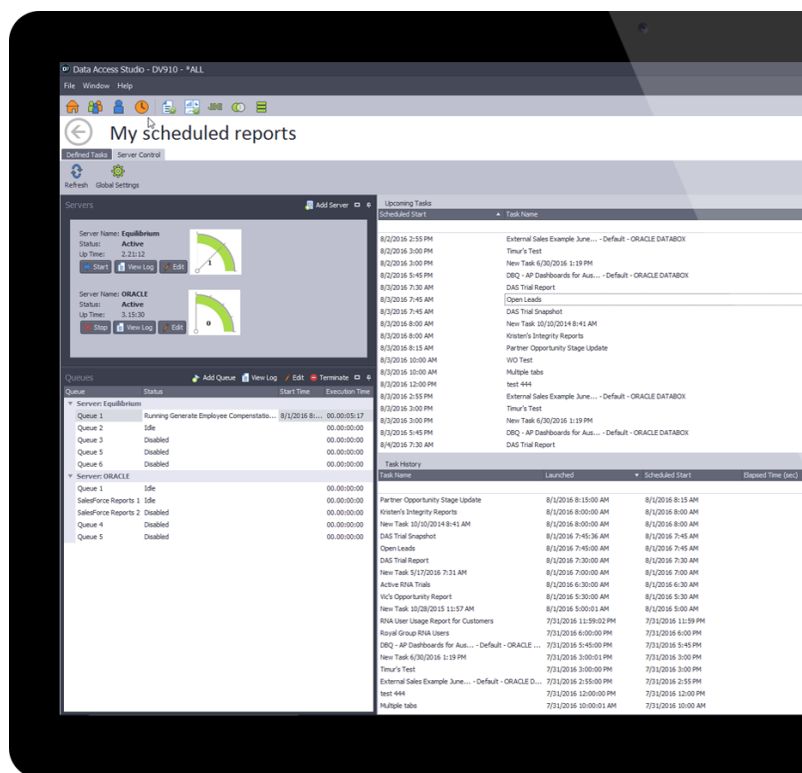 Data Access Studio - DV910 - *ALL
File Window Help
My scheduled reports
Defined Tasks Server Control
Refresh Global Settings
Servers Add Server
Server Name: Equilibrium
Status: Active
Up Time: 2.21:12
Start View Log Edit
1
Server Name: ORACLE
Status: Active
Up Time: 3.15:30
Stop View Log Edit
0
Queues Add Queue View Log Edit Terminate
Queue Status Start Time Execution Time
Server: Equilibrium
Queue 1 Running Generate Employee Compenstatio... 8/1/2016 8:... 00.00:05:17
Queue 2 Idle 00.00:00:00
Queue 3 Disabled 00.00:00:00
Queue 5 Disabled 00.00:00:00
Queue 6 Disabled 00.00:00:00
Server: ORACLE
Queue 1 Idle 00.00:00:00
SalesForce Reports 1 Idle 00.00:00:00
SalesForce Reports 2 Disabled 00.00:00:00
Queue 4 Disabled 00.00:00:00
Queue 5 Disabled 00.00:00:00
Upcoming Tasks
Scheduled Start Task Name
8/2/2016 2:55 PM External Sales Example June... - Default - ORACLE DATABOX
8/2/2016 3:00 PM Timur's Test
8/2/2016 3:00 PM New Task 6/30/2016 1:19 PM
8/2/2016 5:45 PM DBQ - AP Dashboards for Aus... - Default - ORACLE DATABOX
8/3/2016 7:30 AM DAS Trial Report
8/3/2016 7:45 AM Open Leads
8/3/2016 7:45 AM DAS Trial Snapshot
8/3/2016 8:00 AM New Task 10/10/2014 8:41 AM
8/3/2016 8:00 AM Kristen's Integrity Reports
8/3/2016 8:15 AM Partner Opportunity Stage Update
8/3/2016 10:00 AM WO Test
8/3/2016 10:00 AM Multiple tabs
8/3/2016 12:00 PM test 444
8/3/2016 2:55 PM External Sales Example June... - Default - ORACLE DATABOX
8/3/2016 3:00 PM Timur's Test
8/3/2016 3:00 PM New Task 6/30/2016 1:19 PM
8/3/2016 5:45 PM DBQ - AP Dashboards for Aus... - Default - ORACLE DATABOX
8/4/2016 7:30 AM DAS Trial Report
Task History
Task Name Launched Scheduled Start Elapsed Time (sec)
Partner Opportunity Stage Update 8/1/2016 8:15:00 AM 8/1/2016 8:15 AM
Kristen's Integrity Reports 8/1/2016 8:00:00 AM 8/1/2016 8:00 AM
New Task 10/10/2014 8:41 AM 8/1/2016 8:00:00 AM 8/1/2016 8:00 AM
DAS Trial Snapshot 8/1/2016 7:45:36 AM 8/1/2016 7:45 AM
Open Leads 8/1/2016 7:45:00 AM 8/1/2016 7:45 AM
DAS Trial Report 8/1/2016 7:30:00 AM 8/1/2016 7:30 AM
New Task 5/17/2016 7:31 AM 8/1/2016 7:00:00 AM 8/1/2016 7:00 AM
Active RNA Trials 8/1/2016 6:30:00 AM 8/1/2016 6:30 AM
Vic's Opportunity Report 8/1/2016 5:30:00 AM 8/1/2016 5:30 AM
New Task 10/28/2015 11:57 AM 8/1/2016 5:00:01 AM 8/1/2016 5:00 AM
RNA User Usage Report for Customers 7/31/2016 11:59:02 PM 7/31/2016 11:59 PM
Royal Group RNA Users 7/31/2016 6:00:00 PM 7/31/2016 6:00 PM
DBQ - AP Dashboards for Aus... - Default - ORACLE ... 7/31/2016 5:45:00 PM 7/31/2016 5:45 PM
New Task 6/30/2016 1:19 PM 7/31/2016 3:00:01 PM 7/31/2016 3:00 PM
Timur's Test 7/31/2016 3:00:00 PM 7/31/2016 3:00 PM
External Sales Example June... - Default - ORACLE D... 7/31/2016 2:55:00 PM 7/31/2016 2:55 PM
test 444 7/31/2016 12:00:00 PM 7/31/2016 12:00 PM
Multiple tabs 7/31/2016 10:00:01 AM 7/31/2016 10:00 AM